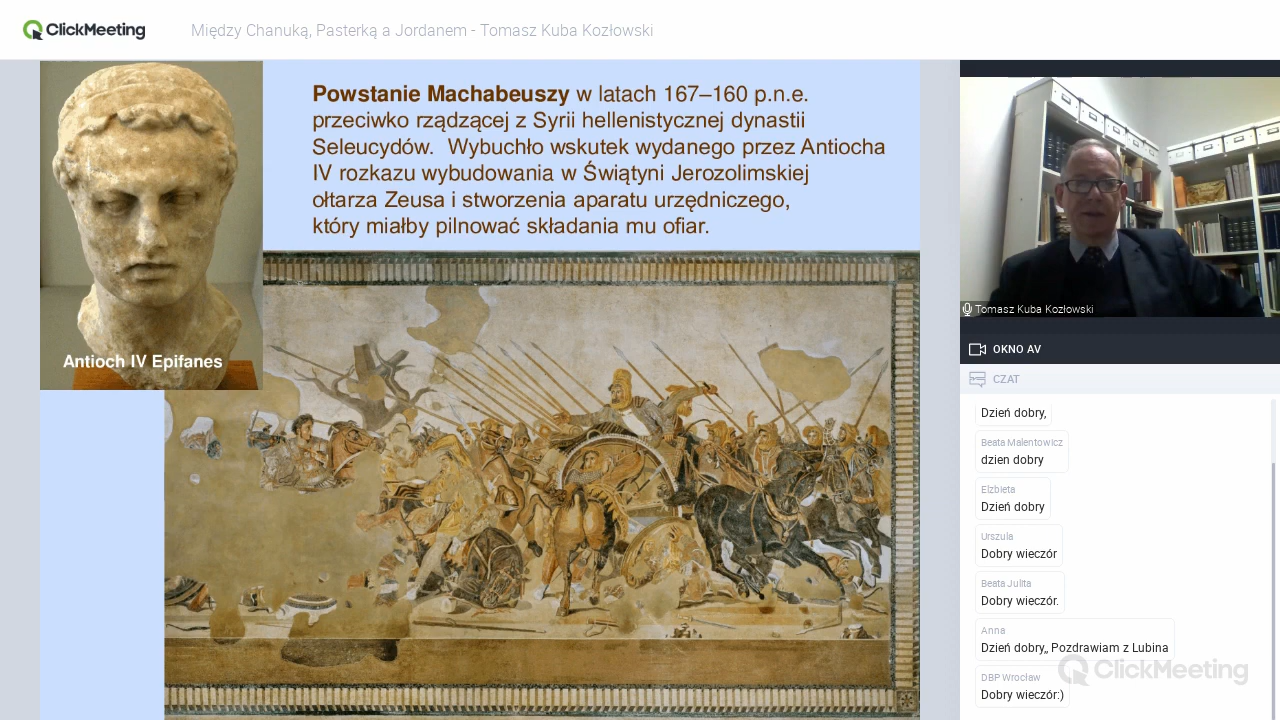 ClickMeeting
Między Chanuką, Pasterką a Jordanem - Tomasz Kuba Kozłowski
Powstanie Machabeuszy w latach 167–160 p.n.e.
przeciwko rządzącej z Syrii hellenistycznej dynastii
Seleucydów. Wybuchło wskutek wydanego przez Antiocha
IV rozkazu wybudowania w Świątyni Jerozolimskiej
ołtarza Zeusa i stworzenia aparatu urzędniczego,
który miałby pilnować składania mu ofiar.
Antioch IV Epifanes
Tomasz Kuba Kozłowski
OKNO AV
CZAT
Dzień dobry,
Beata Malentowicz
dzien dobry
Elzbieta
Dzień dobry
Urszula
Dobry wieczór
Beata Julita
Dobry wieczór.
Anna
Dzień dobry,, Pozdrawiam z Lubina
DBP Wrocław
Dobry wieczór:)
ClickMeeting